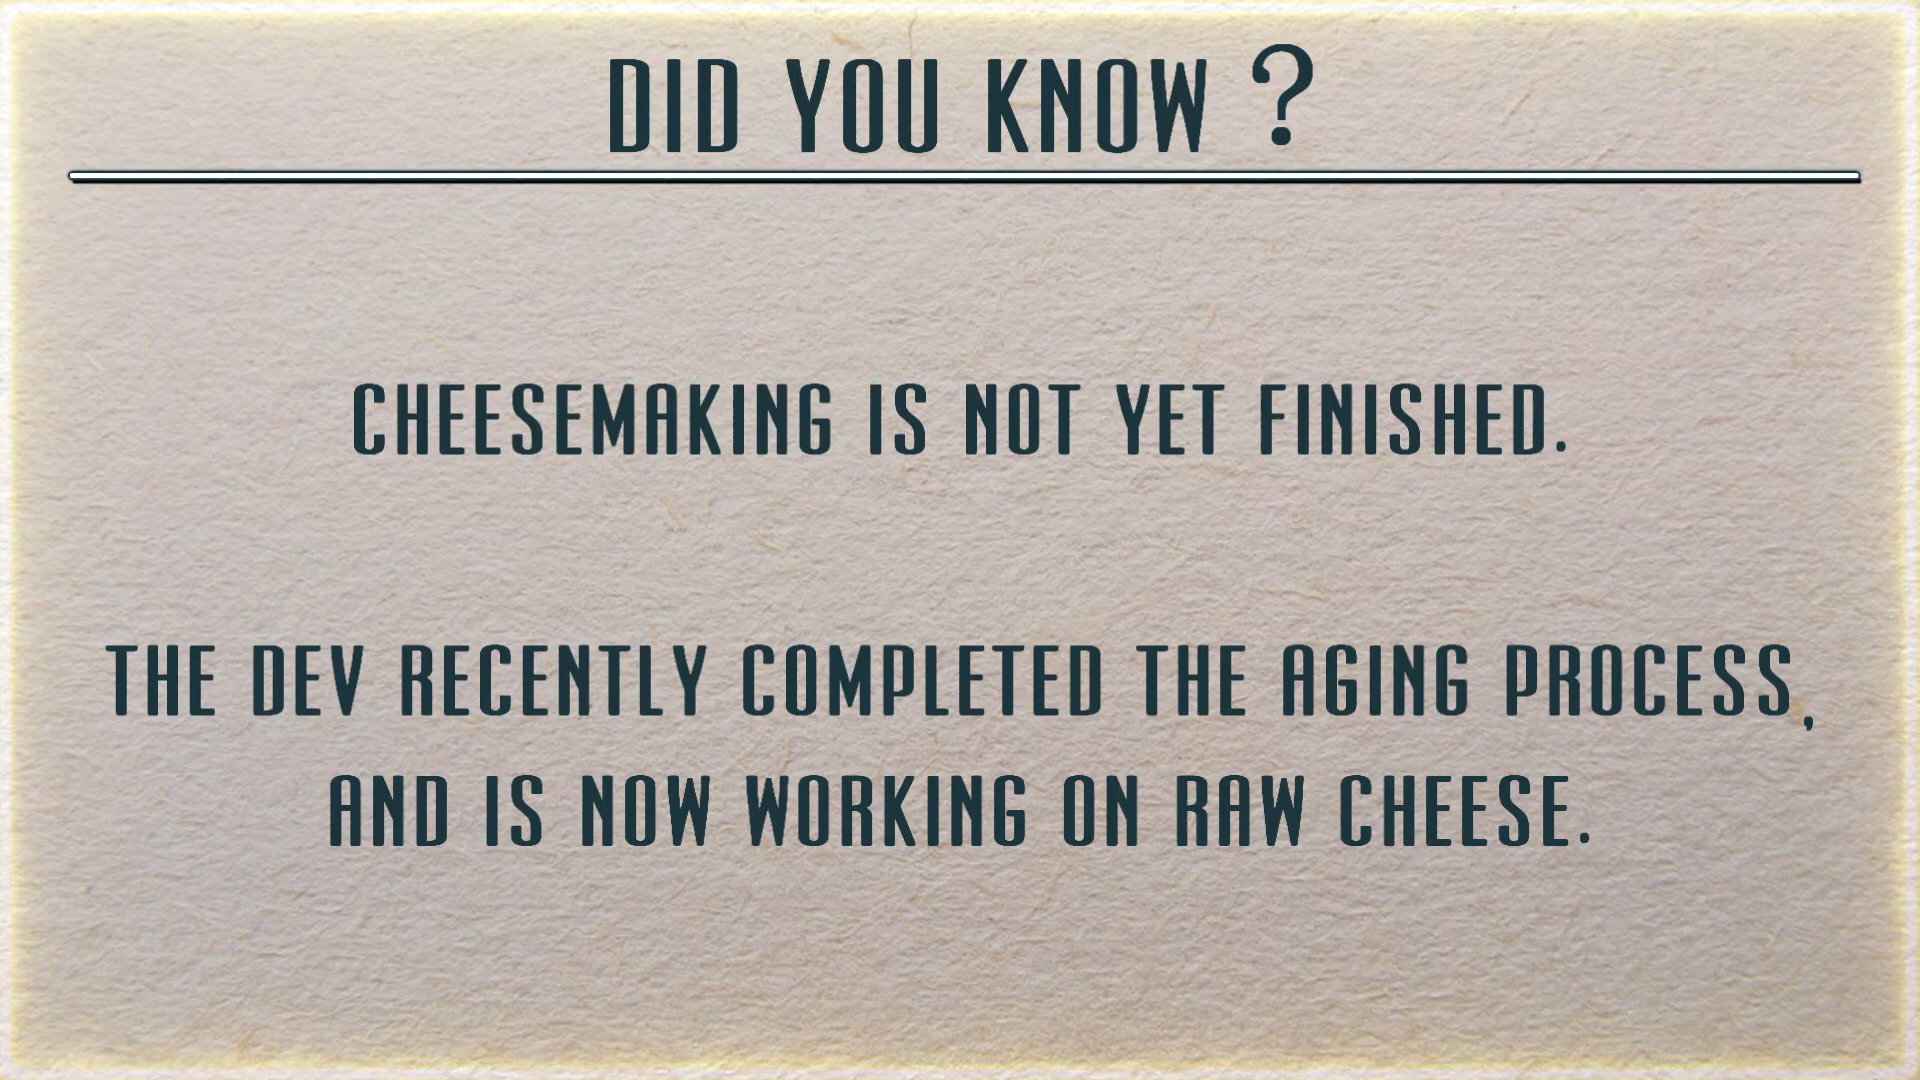 DID YOU KNOW ?
CHEESEMAKING IS NOT YET FINISHED.
THE DEV RECENTLY COMPLETED THE AGING PROCESS,
AND IS NOW WORKING ON RAW CHEESE.